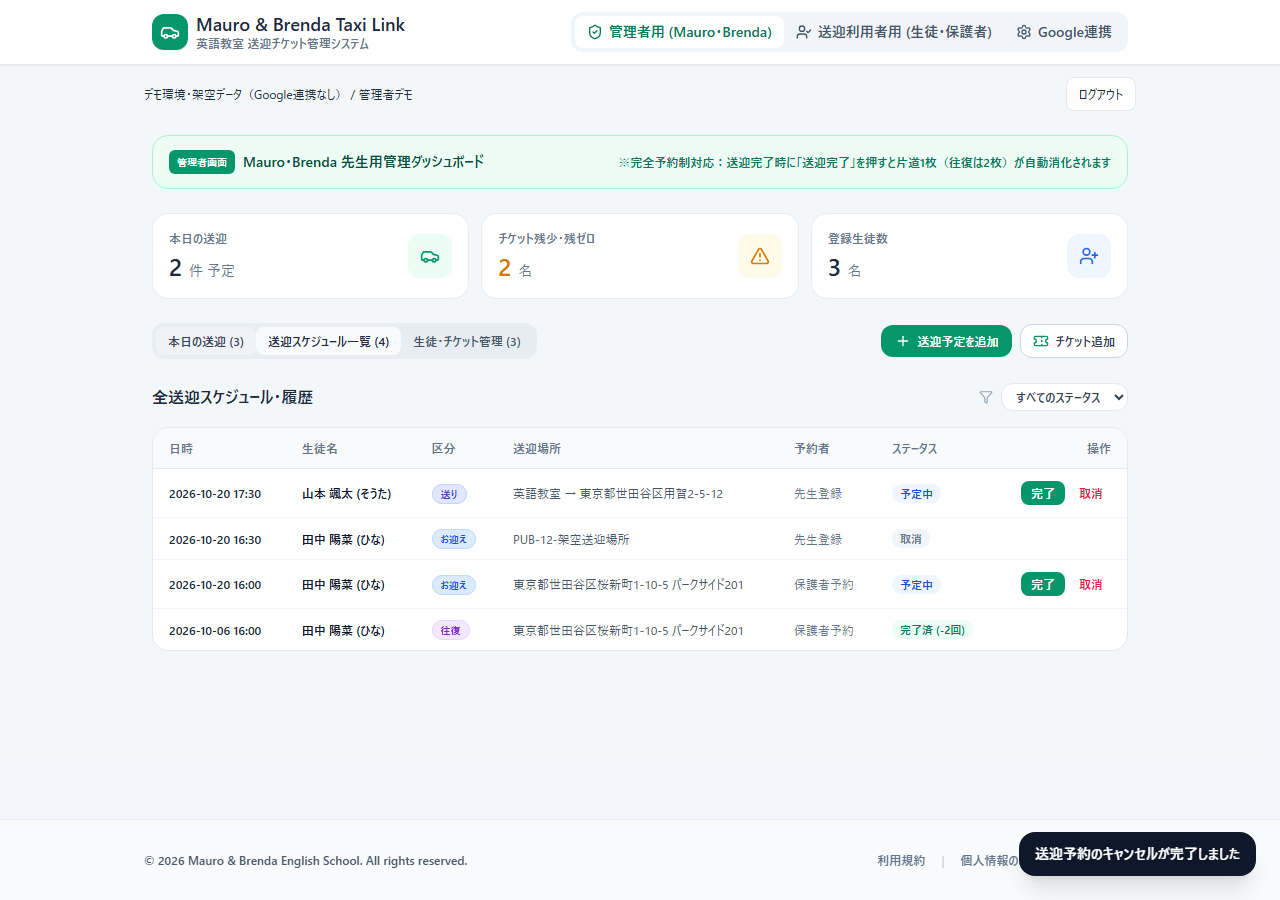 Mauro & Brenda Taxi Link
英語教室 送迎チケット管理システム
管理者用 (Mauro・Brenda)
送迎利用者用 (生徒・保護者)
Google連携
デモ環境・架空データ（Google連携なし） / 管理者デモ
ログアウト
管理者画面 Mauro・Brenda 先生用管理ダッシュボード
※完全予約制対応：送迎完了時に「送迎完了」を押すと片道1枚（往復は2枚）が自動消化されます
本日の送迎
2 件 予定
チケット残少・残ゼロ
2 名
登録生徒数
3 名
本日の送迎 (3)
送迎スケジュール一覧 (4)
生徒・チケット管理 (3)
送迎予定を追加
チケット追加
全送迎スケジュール・履歴
すべてのステータス
日時 生徒名 区分 送迎場所 予約者 ステータス 操作
2026-10-20 17:30 山本 颯太 (そうた) 送り 英語教室 → 東京都世田谷区用賀2-5-12 先生登録 予定中 完了 取消
2026-10-20 16:30 田中 陽菜 (ひな) お迎え PUB-12-架空送迎場所 先生登録 取消
2026-10-20 16:00 田中 陽菜 (ひな) お迎え 東京都世田谷区桜新町1-10-5 パークサイド201 保護者予約 予定中 完了 取消
2026-10-06 16:00 田中 陽菜 (ひな) 往復 東京都世田谷区桜新町1-10-5 パークサイド201 保護者予約 完了済 (-2回)
© 2026 Mauro & Brenda English School. All rights reserved.
利用規約 | 個人情報の
送迎予約のキャンセルが完了しました